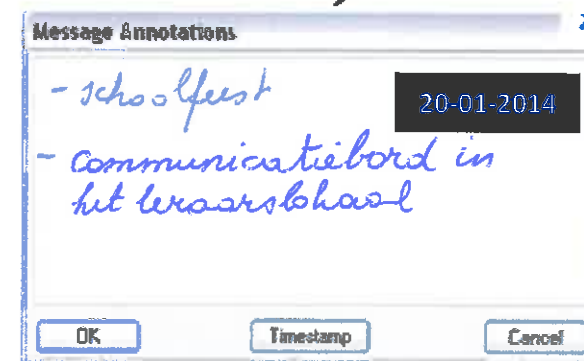 Message Annotations
- schoolfeest
20-01-2014
- communicatiebord in
het leraarslokaal
OK
Timestamp
Cancel